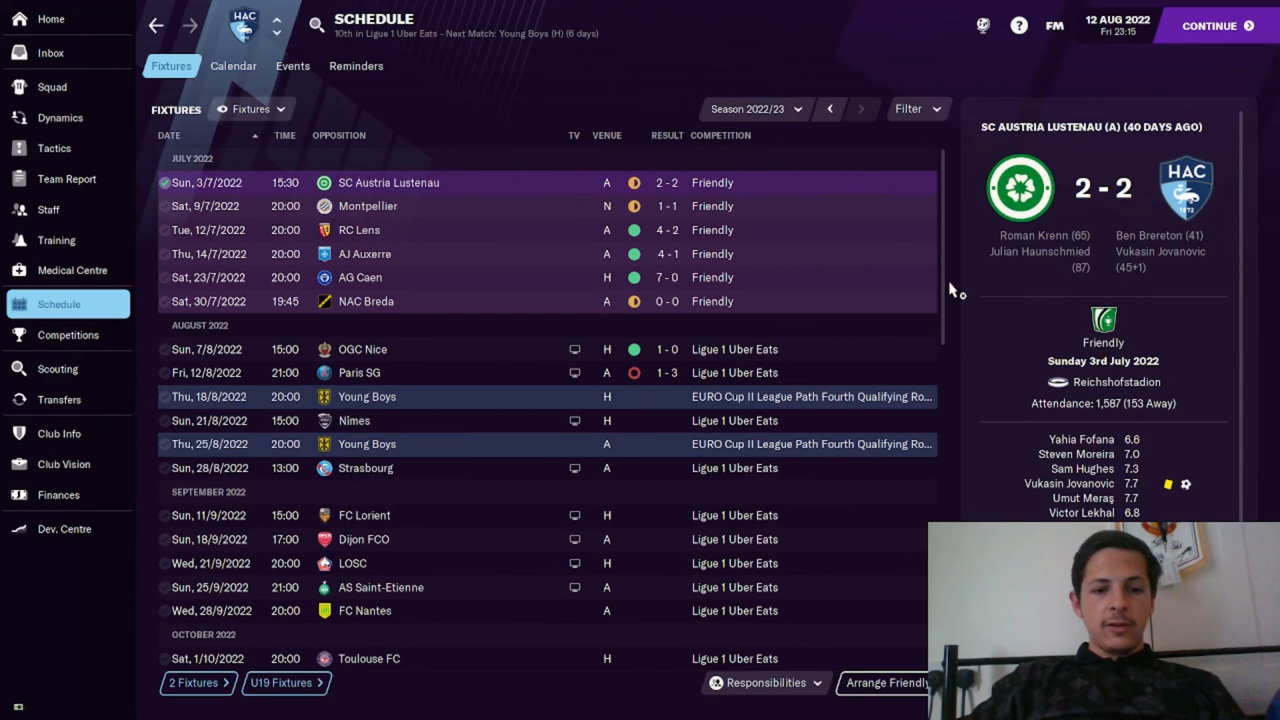 Home
Inbox
Squad
Dynamics
Tactics
Team Report
Staff
Training
Medical Centre
Schedule
Competitions
Scouting
Transfers
Club Info
Club Vision
Finances
Dev. Centre
HAC
SCHEDULE
10th in Ligue 1 Uber Eats - Next Match: Young Boys (H) (6 days)
FM
12 AUG 2022
Fri 23:15
CONTINUE
Fixtures Calendar Events Reminders
FIXTURES Fixtures Season 2022/23 Filter
DATE TIME OPPOSITION TV VENUE RESULT COMPETITION
JULY 2022
Sun, 3/7/2022 15:30 SC Austria Lustenau A 2 - 2 Friendly
Sat, 9/7/2022 20:00 Montpellier N 1 - 1 Friendly
Tue, 12/7/2022 20:00 RC Lens A 4 - 2 Friendly
Thu, 14/7/2022 20:00 AJ Auxerre A 4 - 1 Friendly
Sat, 23/7/2022 20:00 AG Caen H 7 - 0 Friendly
Sat, 30/7/2022 19:45 NAC Breda A 0 - 0 Friendly
AUGUST 2022
Sun, 7/8/2022 15:00 OGC Nice H 1 - 0 Ligue 1 Uber Eats
Fri, 12/8/2022 21:00 Paris SG A 1 - 3 Ligue 1 Uber Eats
Thu, 18/8/2022 20:00 Young Boys H EURO Cup II League Path Fourth Qualifying Ro...
Sun, 21/8/2022 15:00 Nîmes H Ligue 1 Uber Eats
Thu, 25/8/2022 20:00 Young Boys A EURO Cup II League Path Fourth Qualifying Ro...
Sun, 28/8/2022 13:00 Strasbourg A Ligue 1 Uber Eats
SEPTEMBER 2022
Sun, 11/9/2022 15:00 FC Lorient H Ligue 1 Uber Eats
Sun, 18/9/2022 17:00 Dijon FCO A Ligue 1 Uber Eats
Wed, 21/9/2022 20:00 LOSC H Ligue 1 Uber Eats
Sun, 25/9/2022 21:00 AS Saint-Etienne A Ligue 1 Uber Eats
Wed, 28/9/2022 20:00 FC Nantes A Ligue 1 Uber Eats
OCTOBER 2022
Sat, 1/10/2022 20:00 Toulouse FC H Ligue 1 Uber Eats
2 Fixtures U19 Fixtures Responsibilities Arrange Friendly
SC AUSTRIA LUSTENAU (A) (40 DAYS AGO)
2 - 2
HAC
1872
Roman Krenn (65)
Julian Haunschmied
(87)
Ben Brereton (41)
Vukasin Jovanovic
(45+1)
Friendly
Sunday 3rd July 2022
Reichshofstadion
Attendance: 1,587 (153 Away)
Yahia Fofana 6.6
Steven Moreira 7.0
Sam Hughes 7.3
Vukasin Jovanovic 7.7
Umut Meraş 7.7
Victor Lekhal 6.8